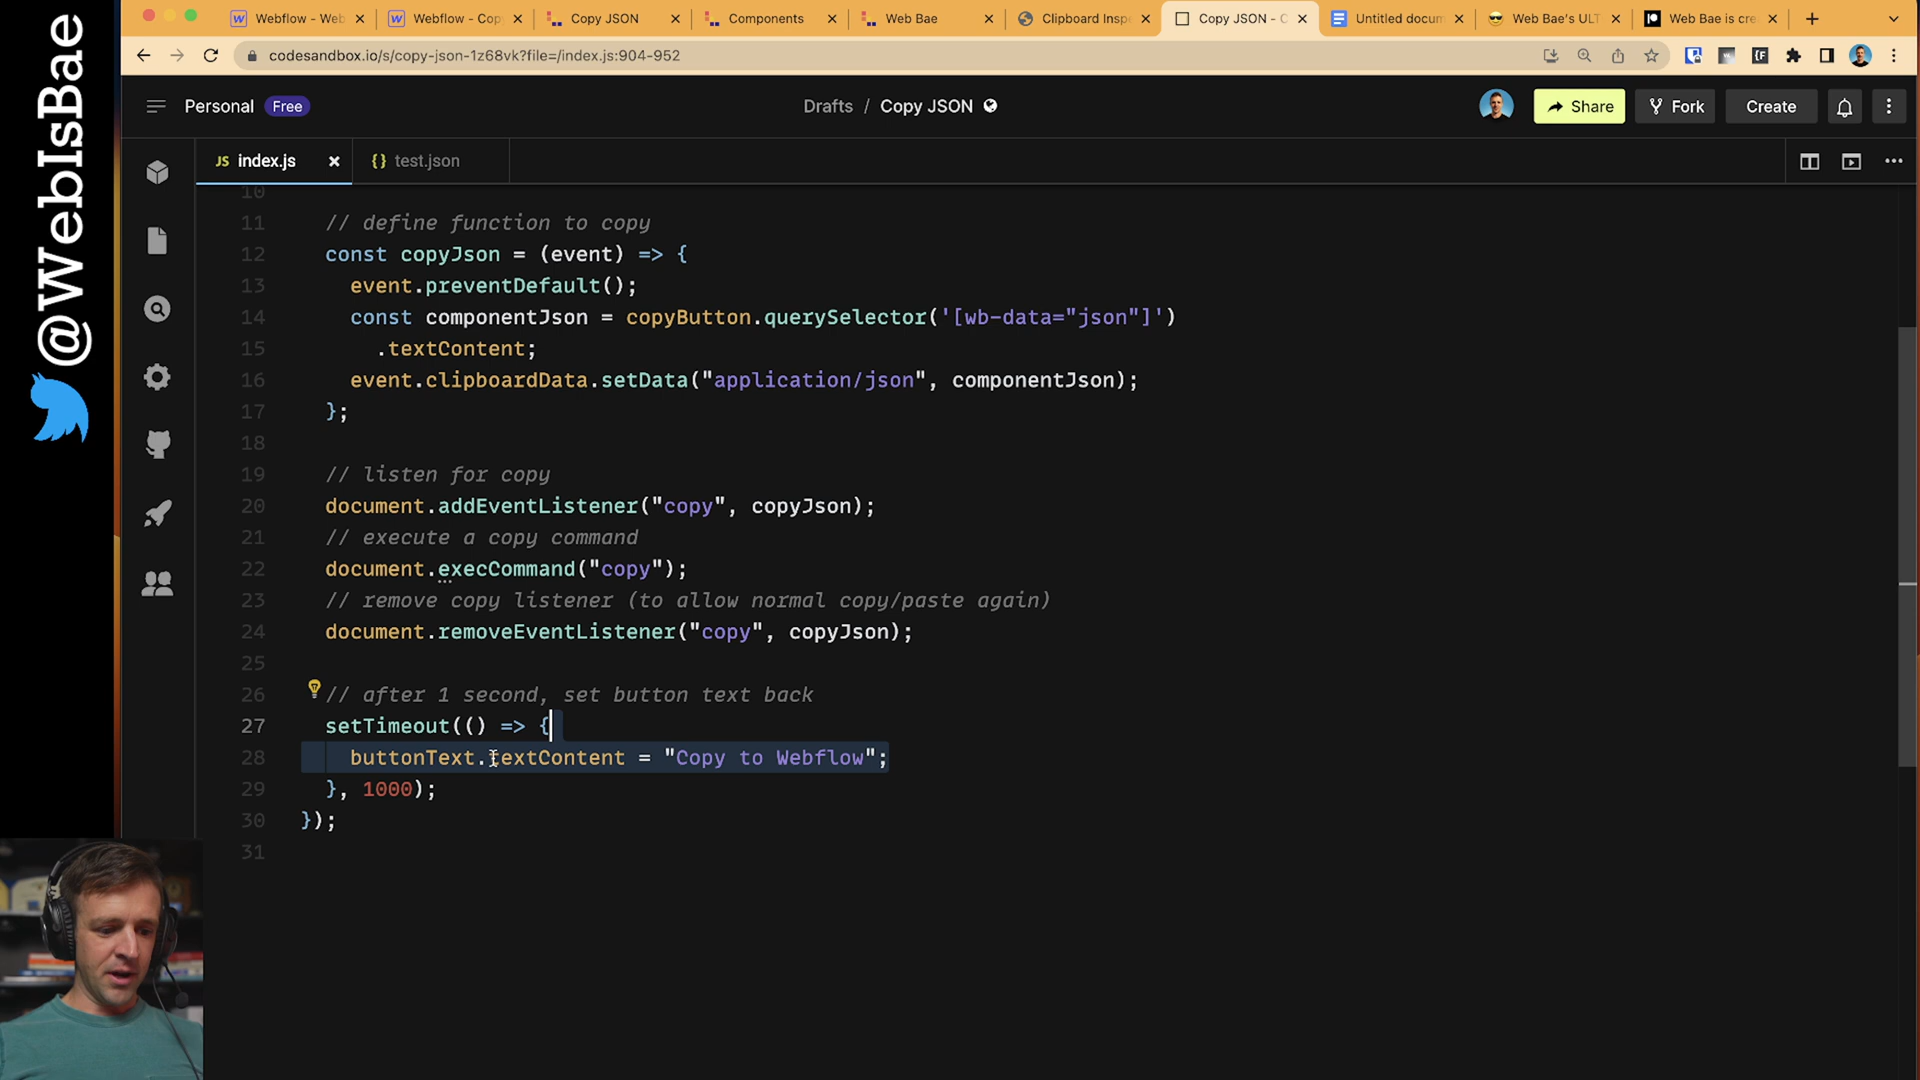 @WebIsBae
Webflow - Web
Webflow - Cop
Copy JSON
Components
Web Bae
Clipboard Inspe
Copy JSON - C
Untitled docum
Web Bae's ULT
Web Bae is cre
codesandbox.io/s/copy-json-1z68vk?file=/index.js:904-952
Personal Free
Drafts / Copy JSON
Share
Fork
Create
JS index.js
{} test.json
10
11 // define function to copy
12 const copyJson = (event) => {
13 event.preventDefault();
14 const componentJson = copyButton.querySelector('[wb-data="json"]')
15 .textContent;
16 event.clipboardData.setData("application/json", componentJson);
17 };
18
19 // listen for copy
20 document.addEventListener("copy", copyJson);
21 // execute a copy command
22 document.execCommand("copy");
23 // remove copy listener (to allow normal copy/paste again)
24 document.removeEventListener("copy", copyJson);
25
26 // after 1 second, set button text back
27 setTimeout(() => {
28 buttonText.textContent = "Copy to Webflow";
29 }, 1000);
30 });
31